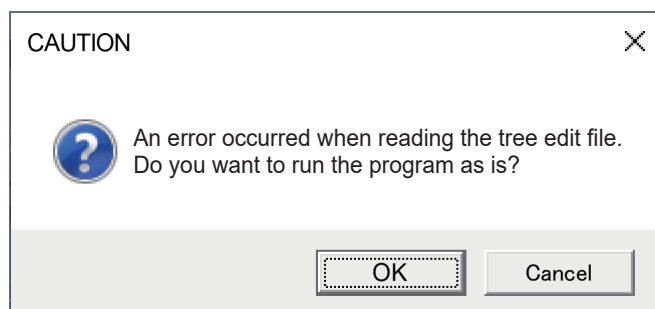 CAUTION
An error occurred when reading the tree edit file.
Do you want to run the program as is?
OK
Cancel